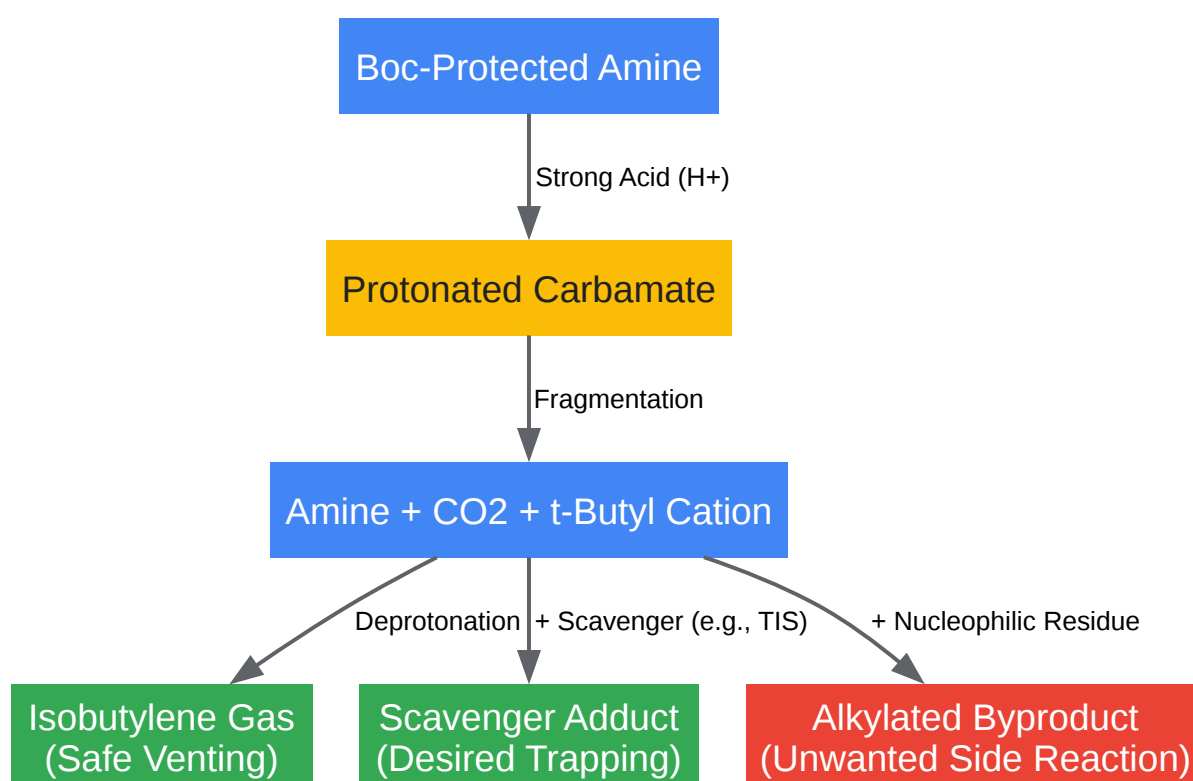 Boc-Protected Amine
Strong Acid (H+)
Protonated Carbamate
Fragmentation
Amine + CO2 + t-Butyl Cation
Deprotonation
+ Scavenger (e.g., TIS)
+ Nucleophilic Residue
Isobutylene Gas
(Safe Venting)
Scavenger Adduct
(Desired Trapping)
Alkylated Byproduct
(Unwanted Side Reaction)